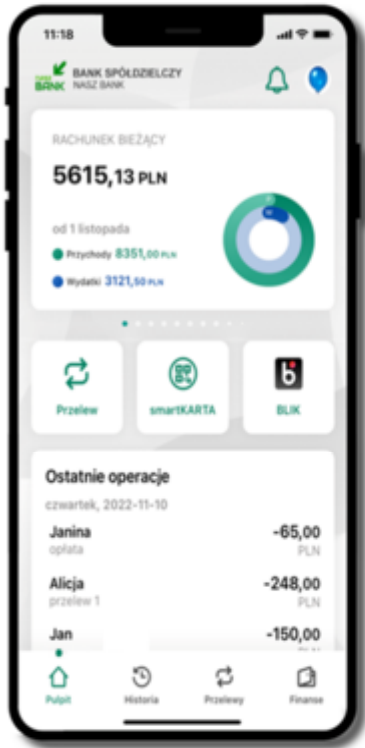 11:18
BANK SPÓŁDZIELCZY
NASZ BANK
BANK
RACHUNEK BIEŻĄCY
5615,13 PLN
od 1 listopada
Przychody 8351,00 PLN
Wydatki 3121,50 PLN
Przelew smartKARTA BLIK
Ostatnie operacje
czwartek, 2022-11-10
Janina -65,00
opłata PLN
Alicja -248,00
przelew 1 PLN
Jan -150,00
Pulpit Historia Przelewy Finanse